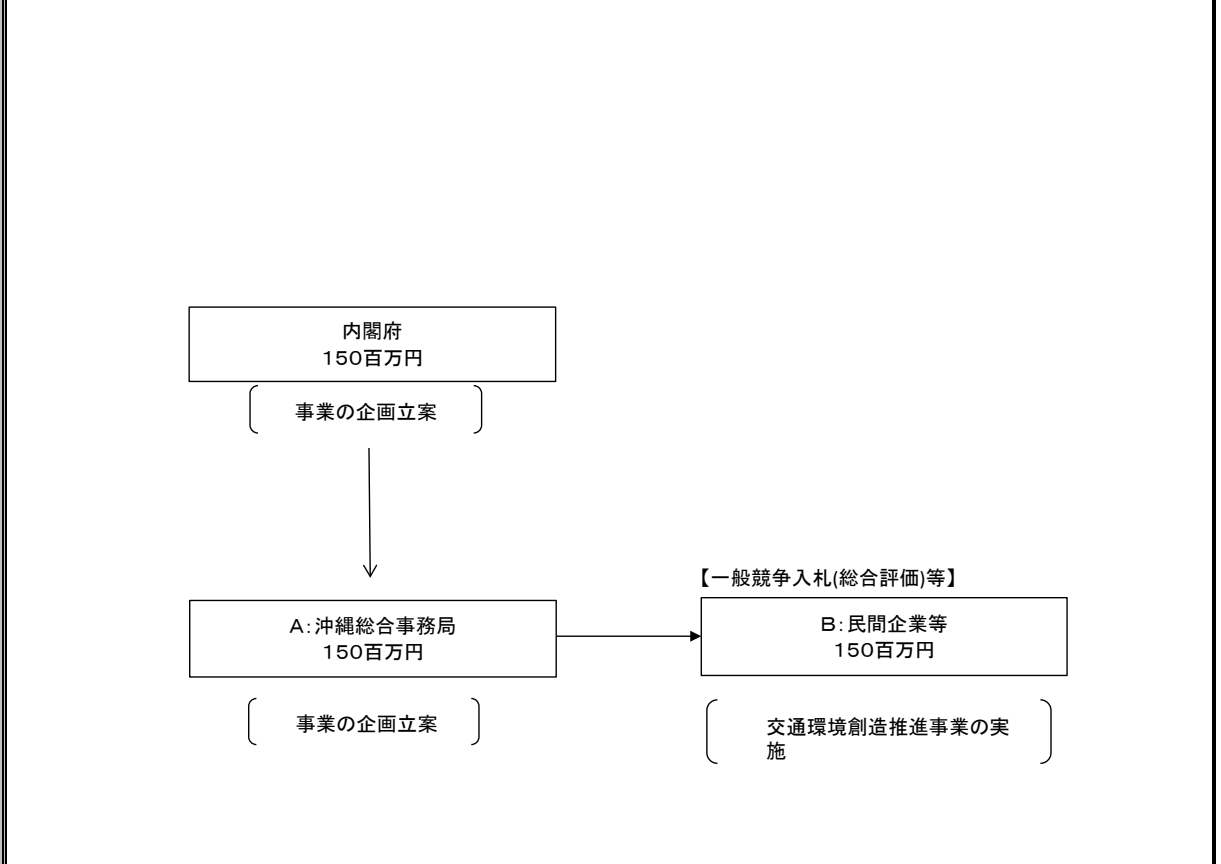 内閣府
150百万円
事業の企画立案
A:沖縄総合事務局
150百万円
事業の企画立案
【一般競争入札(総合評価)等】
B:民間企業等
150百万円
交通環境創造推進事業の実
施